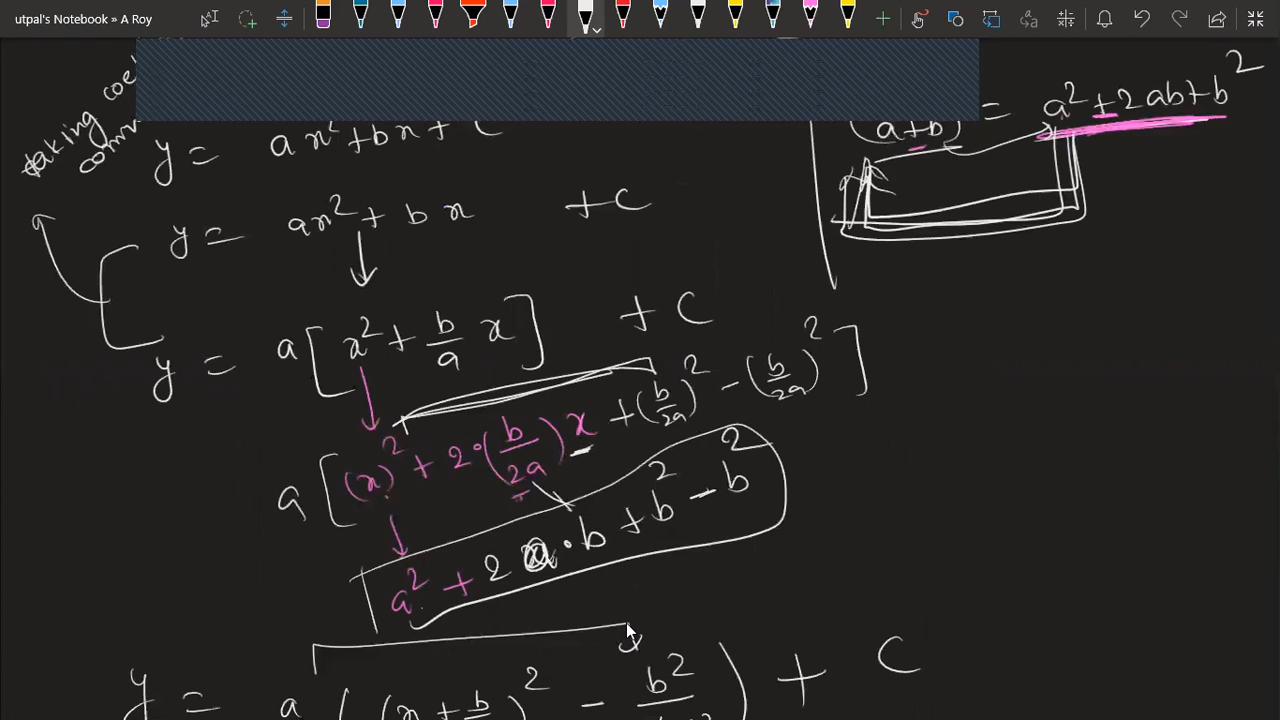 utpal's Notebook » A Roy
taking coe
comm
y = ax² + bx + c
(a+b) = a² + 2ab + b²
y = ax² + bx + c
y = a[x² + b/a x] + c
a[(x)² + 2·(b/2a)x + (b/2a)² - (b/2a)²]
a² + 2a·b + b² - b²
y = a((x + b/)² - b²/) + c